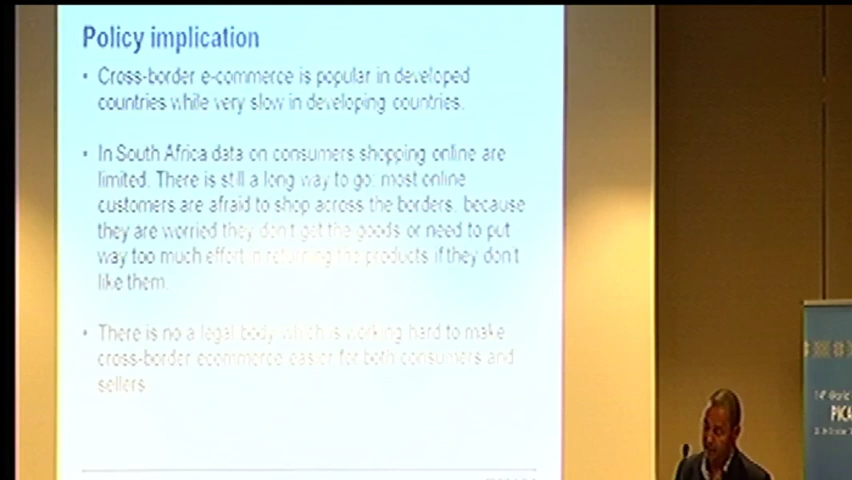 Policy implication
• Cross-border e-commerce is popular in developed
countries while very slow in developing countries.
• In South Africa data on consumers shopping online are
limited. There is still a long way to go: most online
customers are afraid to shop across the borders, because
they are worried they don't get the goods or need to put
way too much effort in returning the products if they don't
like them.
• There is no a legal body which is working hard to make
cross-border ecommerce easier for both consumers and
sellers.
14th World